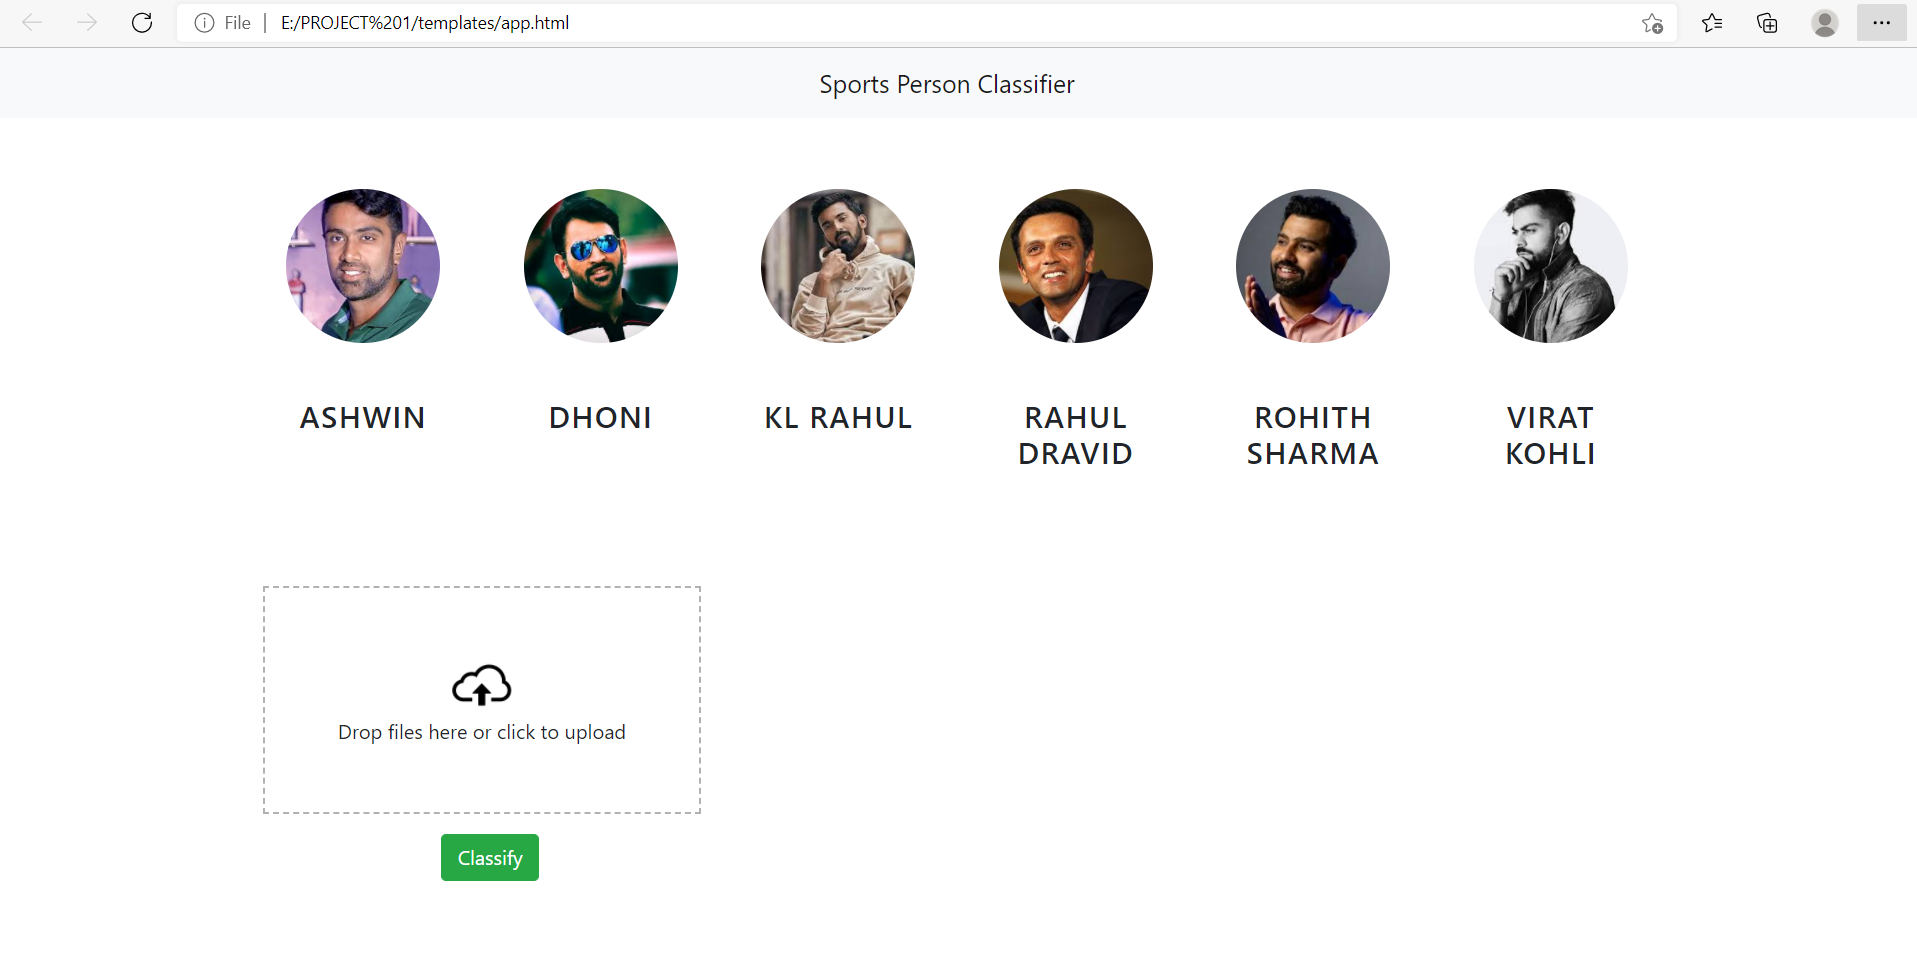 File E:/PROJECT%201/templates/app.html
Sports Person Classifier
ASHWIN
DHONI
KL RAHUL
RAHUL
DRAVID
ROHITH
SHARMA
VIRAT
KOHLI
Drop files here or click to upload
Classify